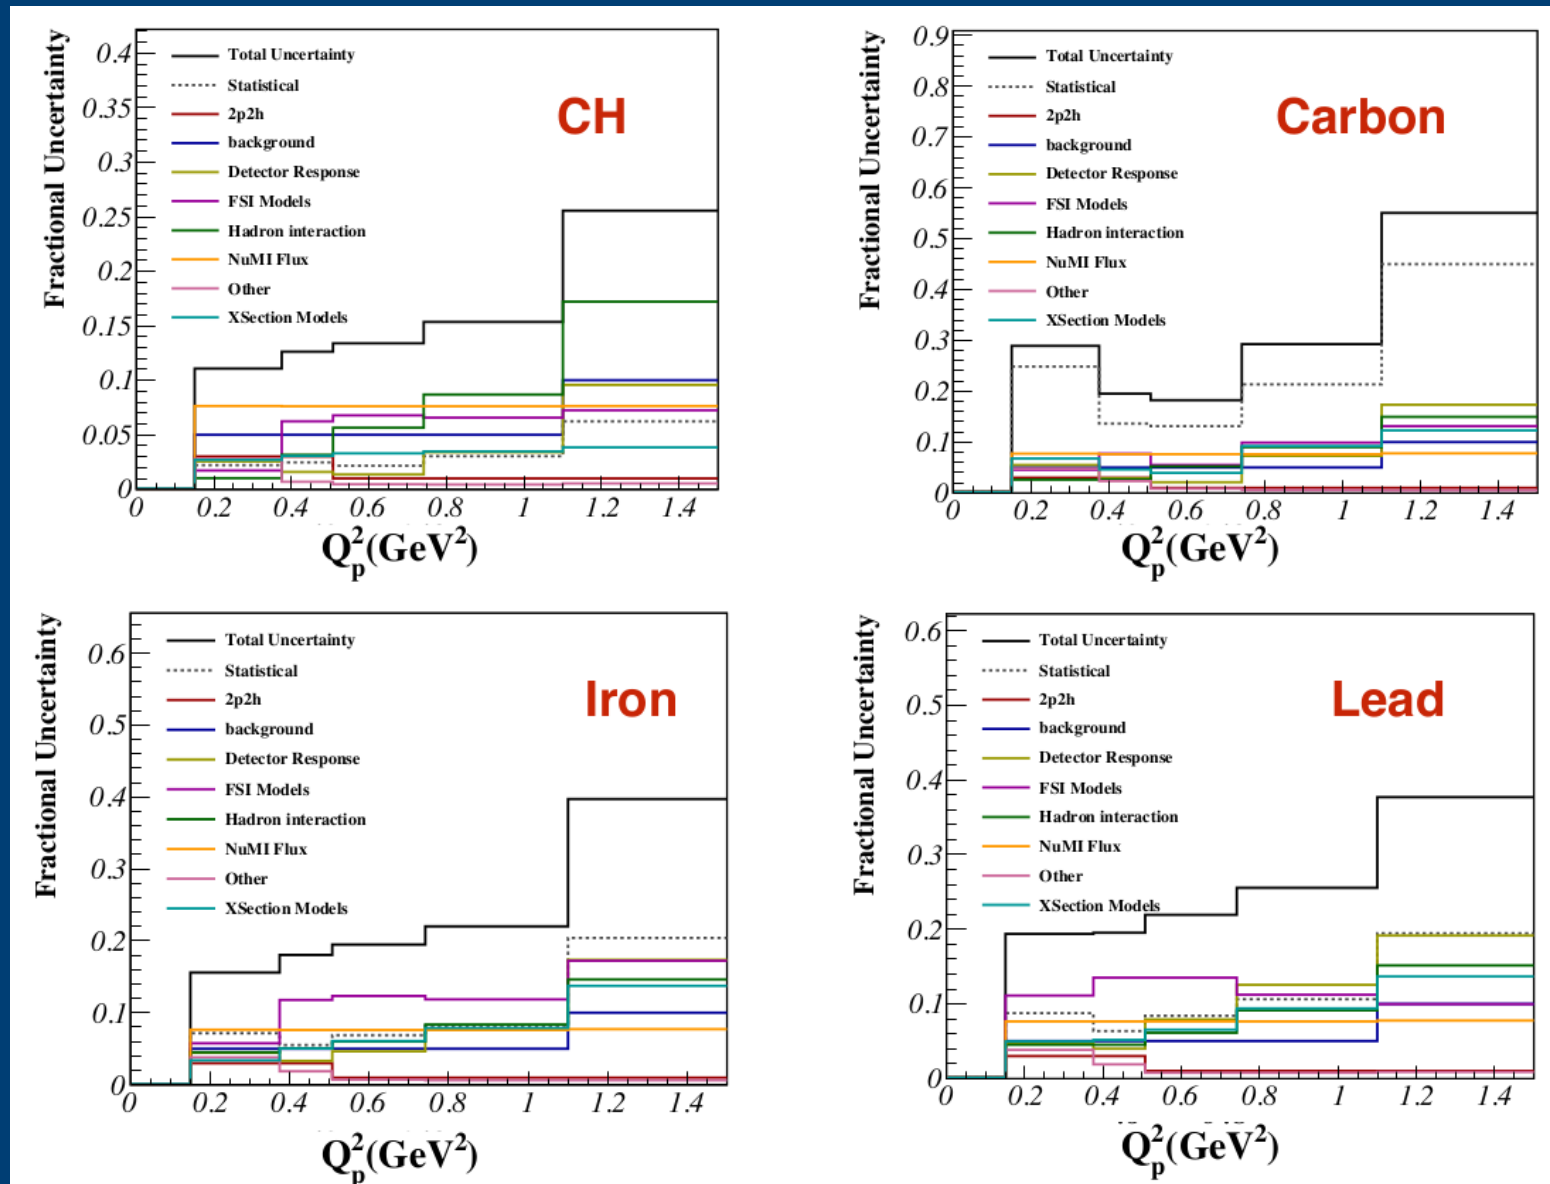 CH
Fractional Uncertainty
0.4
0.35
0.3
0.25
0.2
0.15
0.1
0.05
0
Total Uncertainty
Statistical
2p2h
background
Detector Response
FSI Models
Hadron interaction
NuMI Flux
Other
XSection Models
0 0.2 0.4 0.6 0.8 1 1.2 1.4
Q²p(GeV²)
Carbon
Fractional Uncertainty
0.9
0.8
0.7
0.6
0.5
0.4
0.3
0.2
0.1
0
Total Uncertainty
Statistical
2p2h
background
Detector Response
FSI Models
Hadron interaction
NuMI Flux
Other
XSection Models
0 0.2 0.4 0.6 0.8 1 1.2 1.4
Q²p(GeV²)
Iron
Fractional Uncertainty
0.6
0.5
0.4
0.3
0.2
0.1
0
Total Uncertainty
Statistical
2p2h
background
Detector Response
FSI Models
Hadron interaction
NuMI Flux
Other
XSection Models
0 0.2 0.4 0.6 0.8 1 1.2 1.4
Q²p(GeV²)
Lead
Fractional Uncertainty
0.6
0.5
0.4
0.3
0.2
0.1
0
Total Uncertainty
Statistical
2p2h
background
Detector Response
FSI Models
Hadron interaction
NuMI Flux
Other
XSection Models
0 0.2 0.4 0.6 0.8 1 1.2 1.4
Q²p(GeV²)